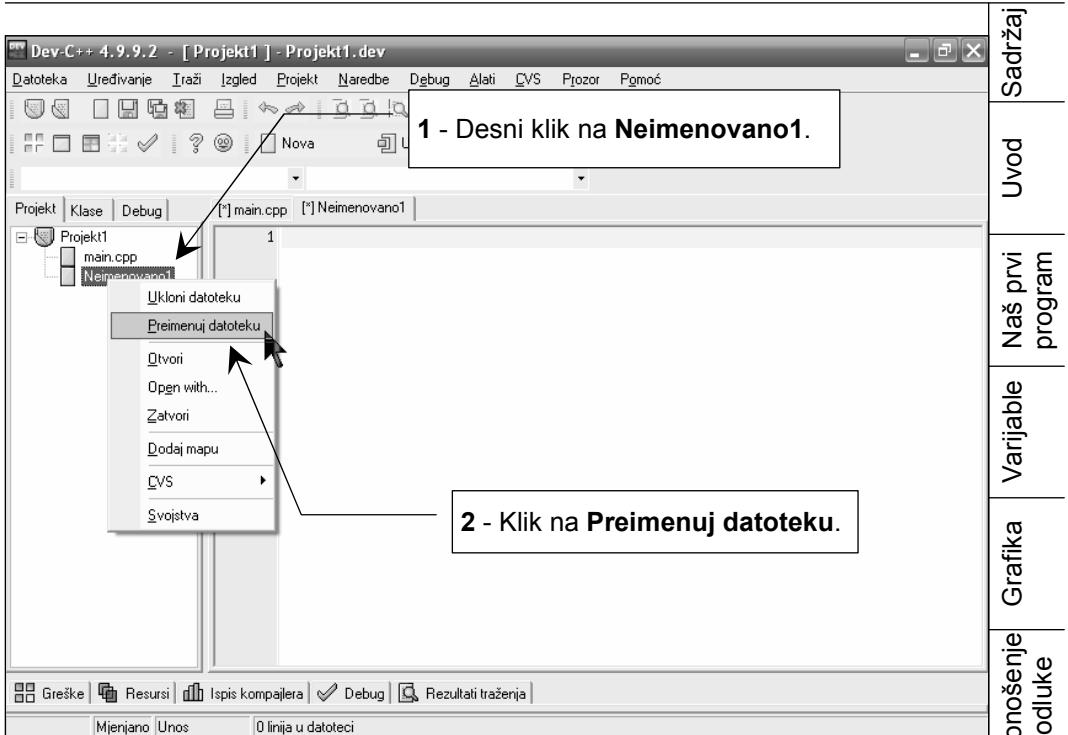 Dev-C++ 4.9.9.2 - [ Projekt1 ] - Projekt1.dev
Datoteka Uređivanje Traži Izgled Projekt Naredbe Debug Alati CVS Prozor Pomoć
1 - Desni klik na Neimenovano1.
Nova
Projekt Klase Debug
[*] main.cpp [*] Neimenovano1
Projekt1
main.cpp
Neimenovano1
1
Ukloni datoteku
Preimenuj datoteku
Otvori
Open with...
Zatvori
Dodaj mapu
CVS
Svojstva
2 - Klik na Preimenuj datoteku.
Greške Resursi Ispis kompajlera Debug Rezultati traženja
Mjenjano Unos 0 linija u datoteci
Sadržaj
Uvod
Naš prvi
program
Varijable
Grafika
odluke